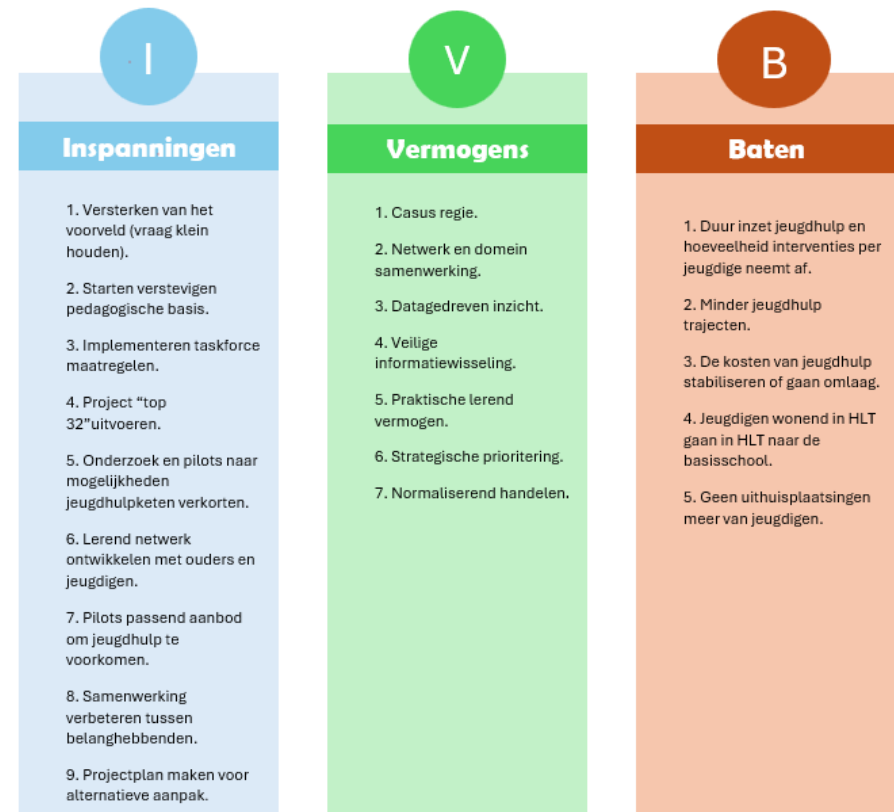 I
Inspanningen
1. Versterken van het
voorveld (vraag klein
houden).
2. Starten verstevigen
pedagogische basis.
3. Implementeren taskforce
maatregelen.
4. Project “top
32”uitvoeren.
5. Onderzoek en pilots naar
mogelijkheden
jeugdhulpketen verkorten.
6. Lerend netwerk
ontwikkelen met ouders en
jeugdigen.
7. Pilots passend aanbod
om jeugdhulp te
voorkomen.
8. Samenwerking
verbeteren tussen
belanghebbenden.
9. Projectplan maken voor
alternatieve aanpak.
V
Vermogens
1. Casus regie.
2. Netwerk en domein
samenwerking.
3. Datagedreven inzicht.
4. Veilige
informatiewisseling.
5. Praktische lerend
vermogen.
6. Strategische prioritering.
7. Normaliserend handelen.
B
Baten
1. Duur inzet jeugdhulp en
hoeveelheid interventies per
jeugdige neemt af.
2. Minder jeugdhulp
trajecten.
3. De kosten van jeugdhulp
stabiliseren of gaan omlaag.
4. Jeugdigen wonend in HLT
gaan in HLT naar de
basisschool.
5. Geen uithuisplaatsingen
meer van jeugdigen.